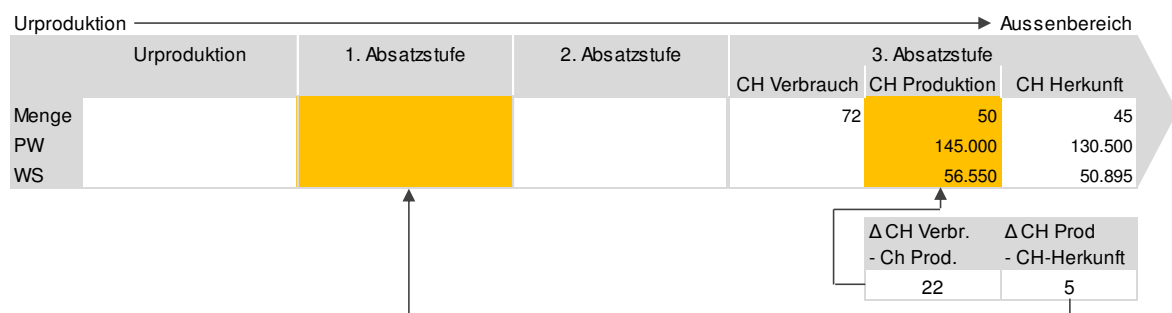 Urproduktion Aussenbereich
Urproduktion 1. Absatzstufe 2. Absatzstufe 3. Absatzstufe
CH Verbrauch CH Produktion CH Herkunft
Menge 72 50 45
PW 145.000 130.500
WS 56.550 50.895
Δ CH Verbr. Δ CH Prod
- Ch Prod. - CH-Herkunft
22 5